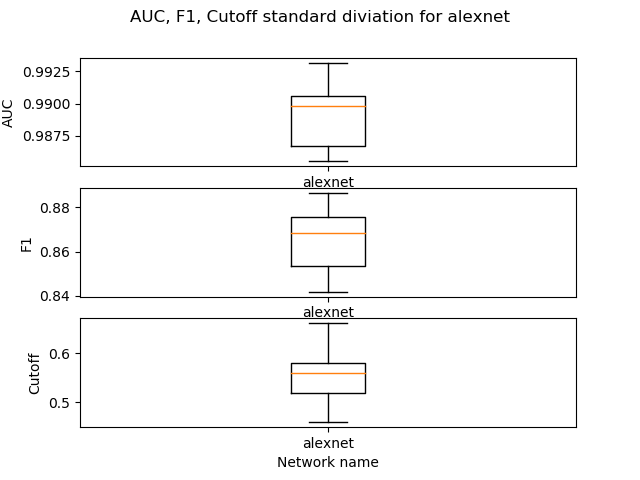 AUC, F1, Cutoff standard diviation for alexnet
0.9925
0.9900
0.9875
AUC
alexnet
0.88
0.86
0.84
F1
alexnet
0.6
0.5
Cutoff
alexnet
Network name